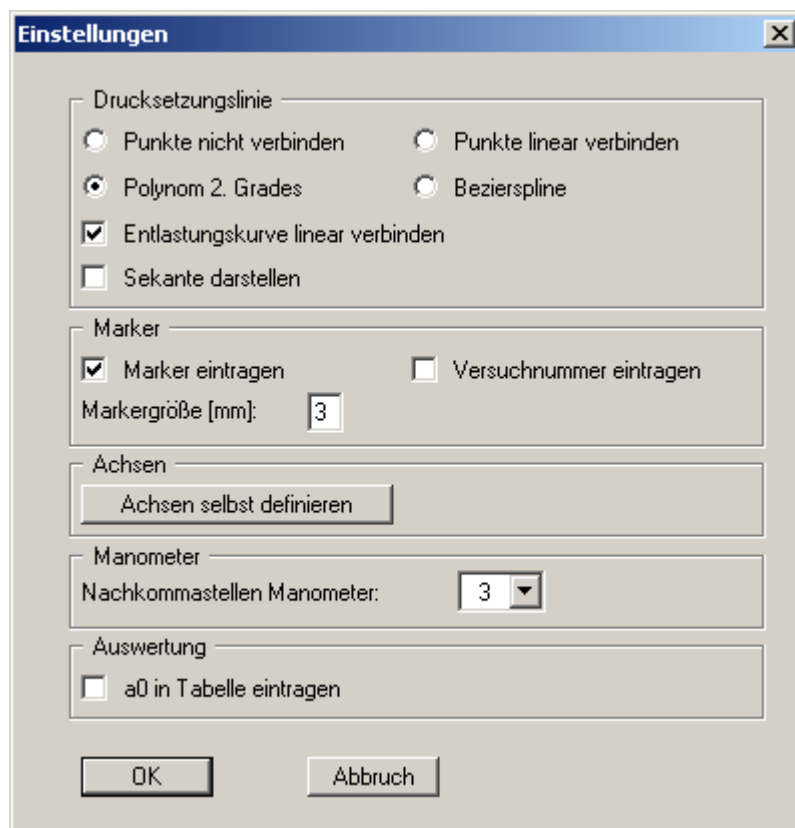 Einstellungen
Drucksetzungslinie
Punkte nicht verbinden
Punkte linear verbinden
Polynom 2. Grades
Bezierspline
Entlastungskurve linear verbinden
Sekante darstellen
Marker
Marker eintragen
Versuchnummer eintragen
Markergröße [mm]: 3
Achsen
Achsen selbst definieren
Manometer
Nachkommastellen Manometer: 3
Auswertung
a0 in Tabelle eintragen
OK
Abbruch